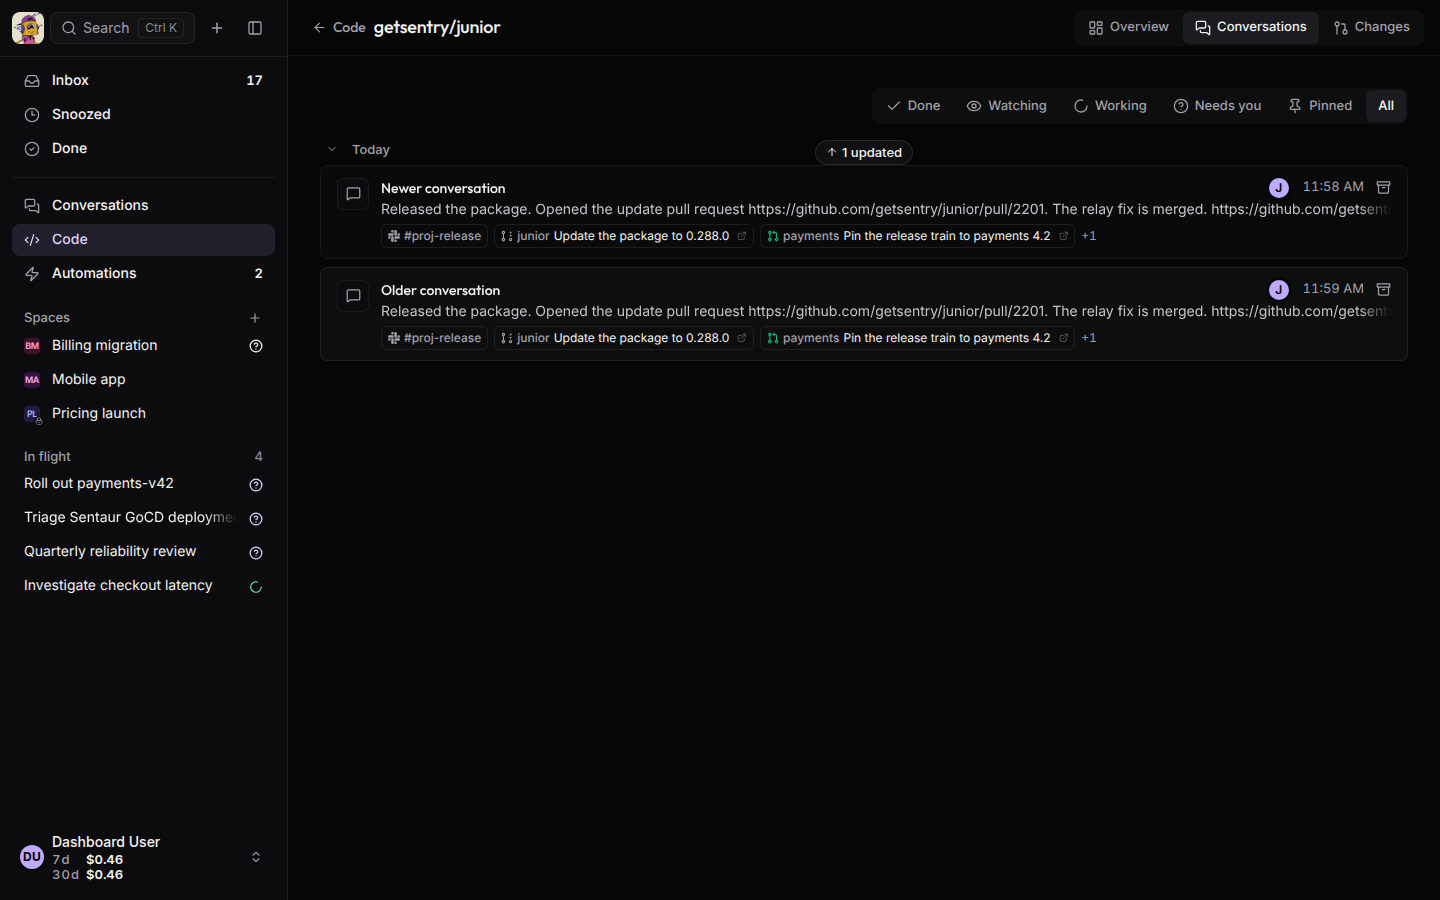 Search Ctrl K
Inbox 17
Snoozed
Done
Conversations
Code
Automations 2
Spaces
BM Billing migration
MA Mobile app
PL Pricing launch
In flight 4
Roll out payments-v42
Triage Sentaur GoCD deployme
Quarterly reliability review
Investigate checkout latency
DU Dashboard User
7d $0.46
30d $0.46
Code getsentry/junior
Overview Conversations Changes
Done Watching Working Needs you Pinned All
Today
1 updated
Newer conversation J 11:58 AM
Released the package. Opened the update pull request https://github.com/getsentry/junior/pull/2201. The relay fix is merged. https://github.com/getsent
#proj-release junior Update the package to 0.288.0 payments Pin the release train to payments 4.2 +1
Older conversation J 11:59 AM
Released the package. Opened the update pull request https://github.com/getsentry/junior/pull/2201. The relay fix is merged. https://github.com/getsent
#proj-release junior Update the package to 0.288.0 payments Pin the release train to payments 4.2 +1